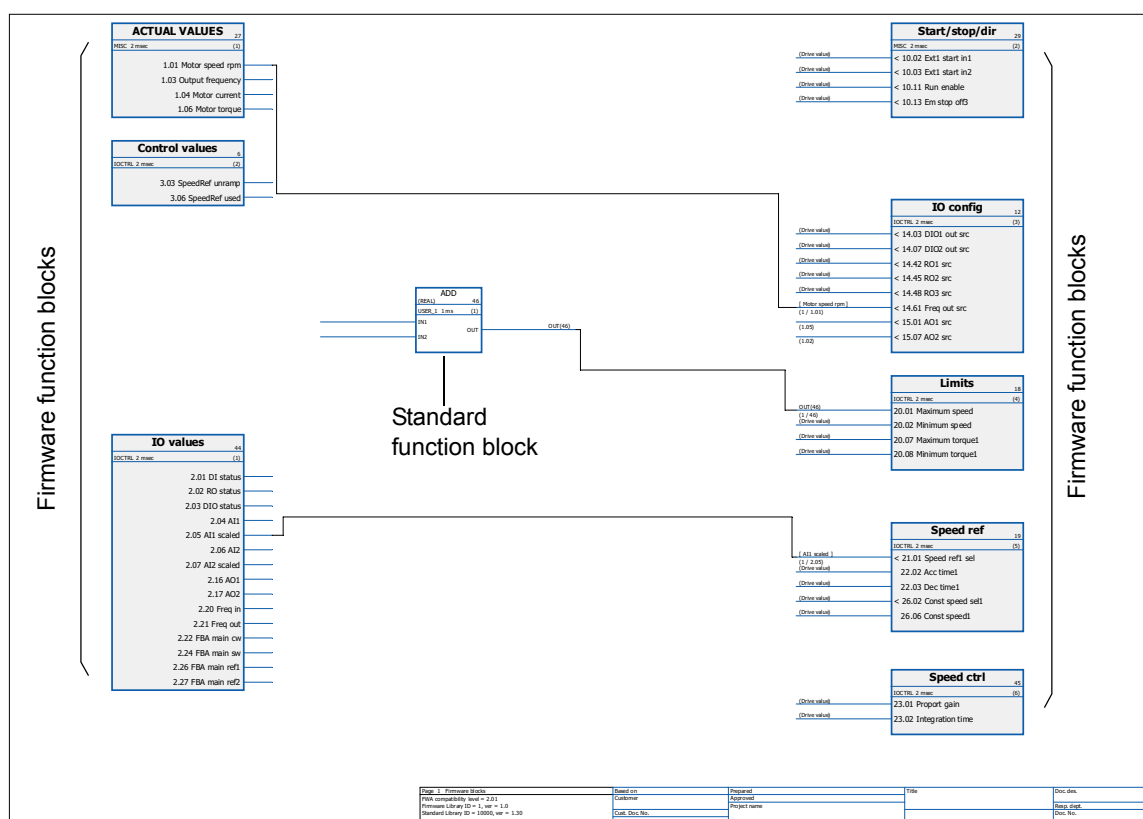 Firmware function blocks
ACTUAL VALUES
27
MISC 2 msec (1)
1.01 Motor speed rpm
1.03 Output frequency
1.04 Motor current
1.06 Motor torque
Control values
6
IOCTRL 2 msec (2)
3.03 SpeedRef unramp
3.06 SpeedRef used
IO values
44
IOCTRL 2 msec (1)
2.01 DI status
2.02 RO status
2.03 DIO status
2.04 AI1
2.05 AI1 scaled
2.06 AI2
2.07 AI2 scaled
2.16 AO1
2.17 AO2
2.20 Freq in
2.21 Freq out
2.22 FBA main cw
2.24 FBA main sw
2.26 FBA main ref1
2.27 FBA main ref2
ADD
(REAL) 46
USER_1 1 ms (1)
IN1
OUT
IN2
OUT(46)
Standard
function block
Start/stop/dir
29
MISC 2 msec (2)
(Drive value)
< 10.02 Ext1 start in1
(Drive value)
< 10.03 Ext1 start in2
(Drive value)
< 10.11 Run enable
(Drive value)
< 10.13 Em stop off3
IO config
12
IOCTRL 2 msec (3)
(Drive value)
< 14.03 DIO1 out src
(Drive value)
< 14.07 DIO2 out src
(Drive value)
< 14.42 RO1 src
(Drive value)
< 14.45 RO2 src
(Drive value)
< 14.48 RO3 src
[ Motor speed rpm ]
< 14.61 Freq out src
(1 / 1.01)
< 15.01 AO1 src
(1.05)
< 15.07 AO2 src
(1.02)
Limits
18
IOCTRL 2 msec (4)
OUT(46)
20.01 Maximum speed
(1 / 46)
(Drive value)
20.02 Minimum speed
(Drive value)
20.07 Maximum torque1
(Drive value)
20.08 Minimum torque1
Speed ref
19
IOCTRL 2 msec (5)
[ AI1 scaled ]
< 21.01 Speed ref1 sel
(1 / 2.05)
(Drive value)
22.02 Acc time1
(Drive value)
22.03 Dec time1
(Drive value)
< 26.02 Const speed sel1
(Drive value)
26.06 Const speed1
Speed ctrl
45
IOCTRL 2 msec (6)
(Drive value)
23.01 Proport gain
(Drive value)
23.02 Integration time
Firmware function blocks
Page 1 Firmware blocks
FWA compatibility level = 2.01
Firmware Library ID = 1, ver = 1.0
Standard Library ID = 10000, ver = 1.30
Based on
Customer
Cust. Doc. No.
Prepared
Approved
Project name
Title
Doc.des.
Resp. dept.
Doc. No.